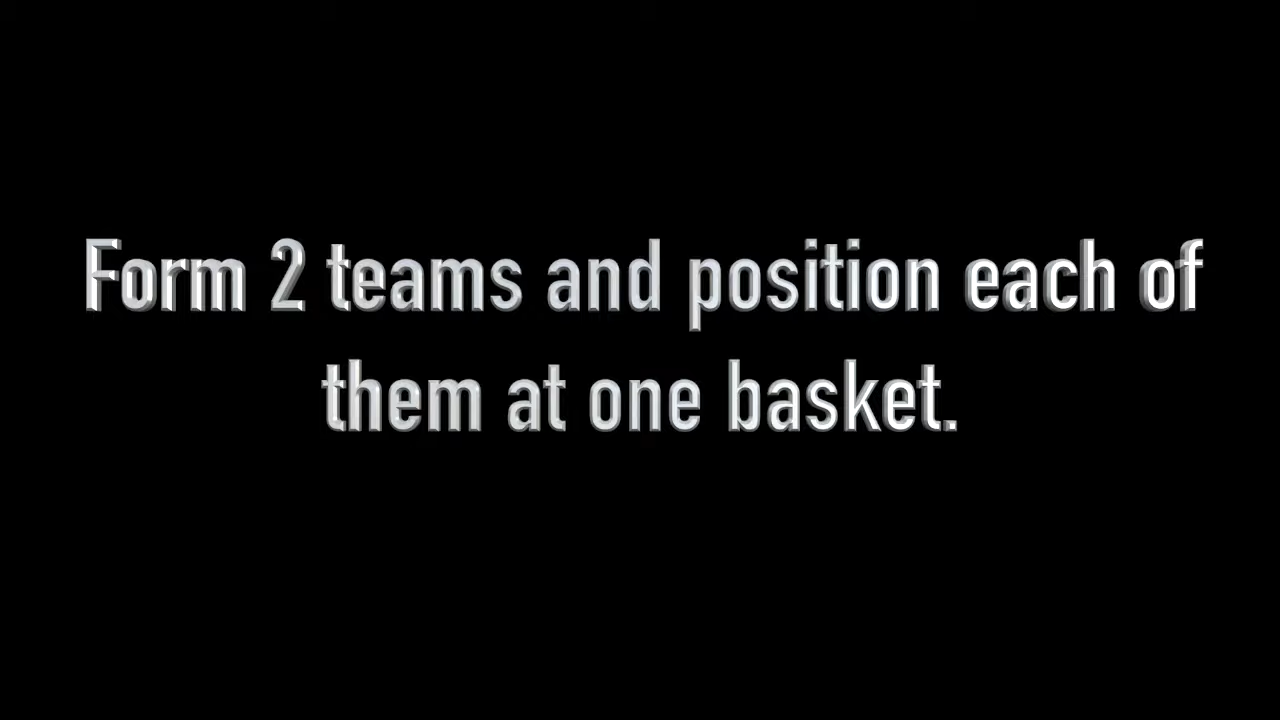 Form 2 teams and position each of
them at one basket.